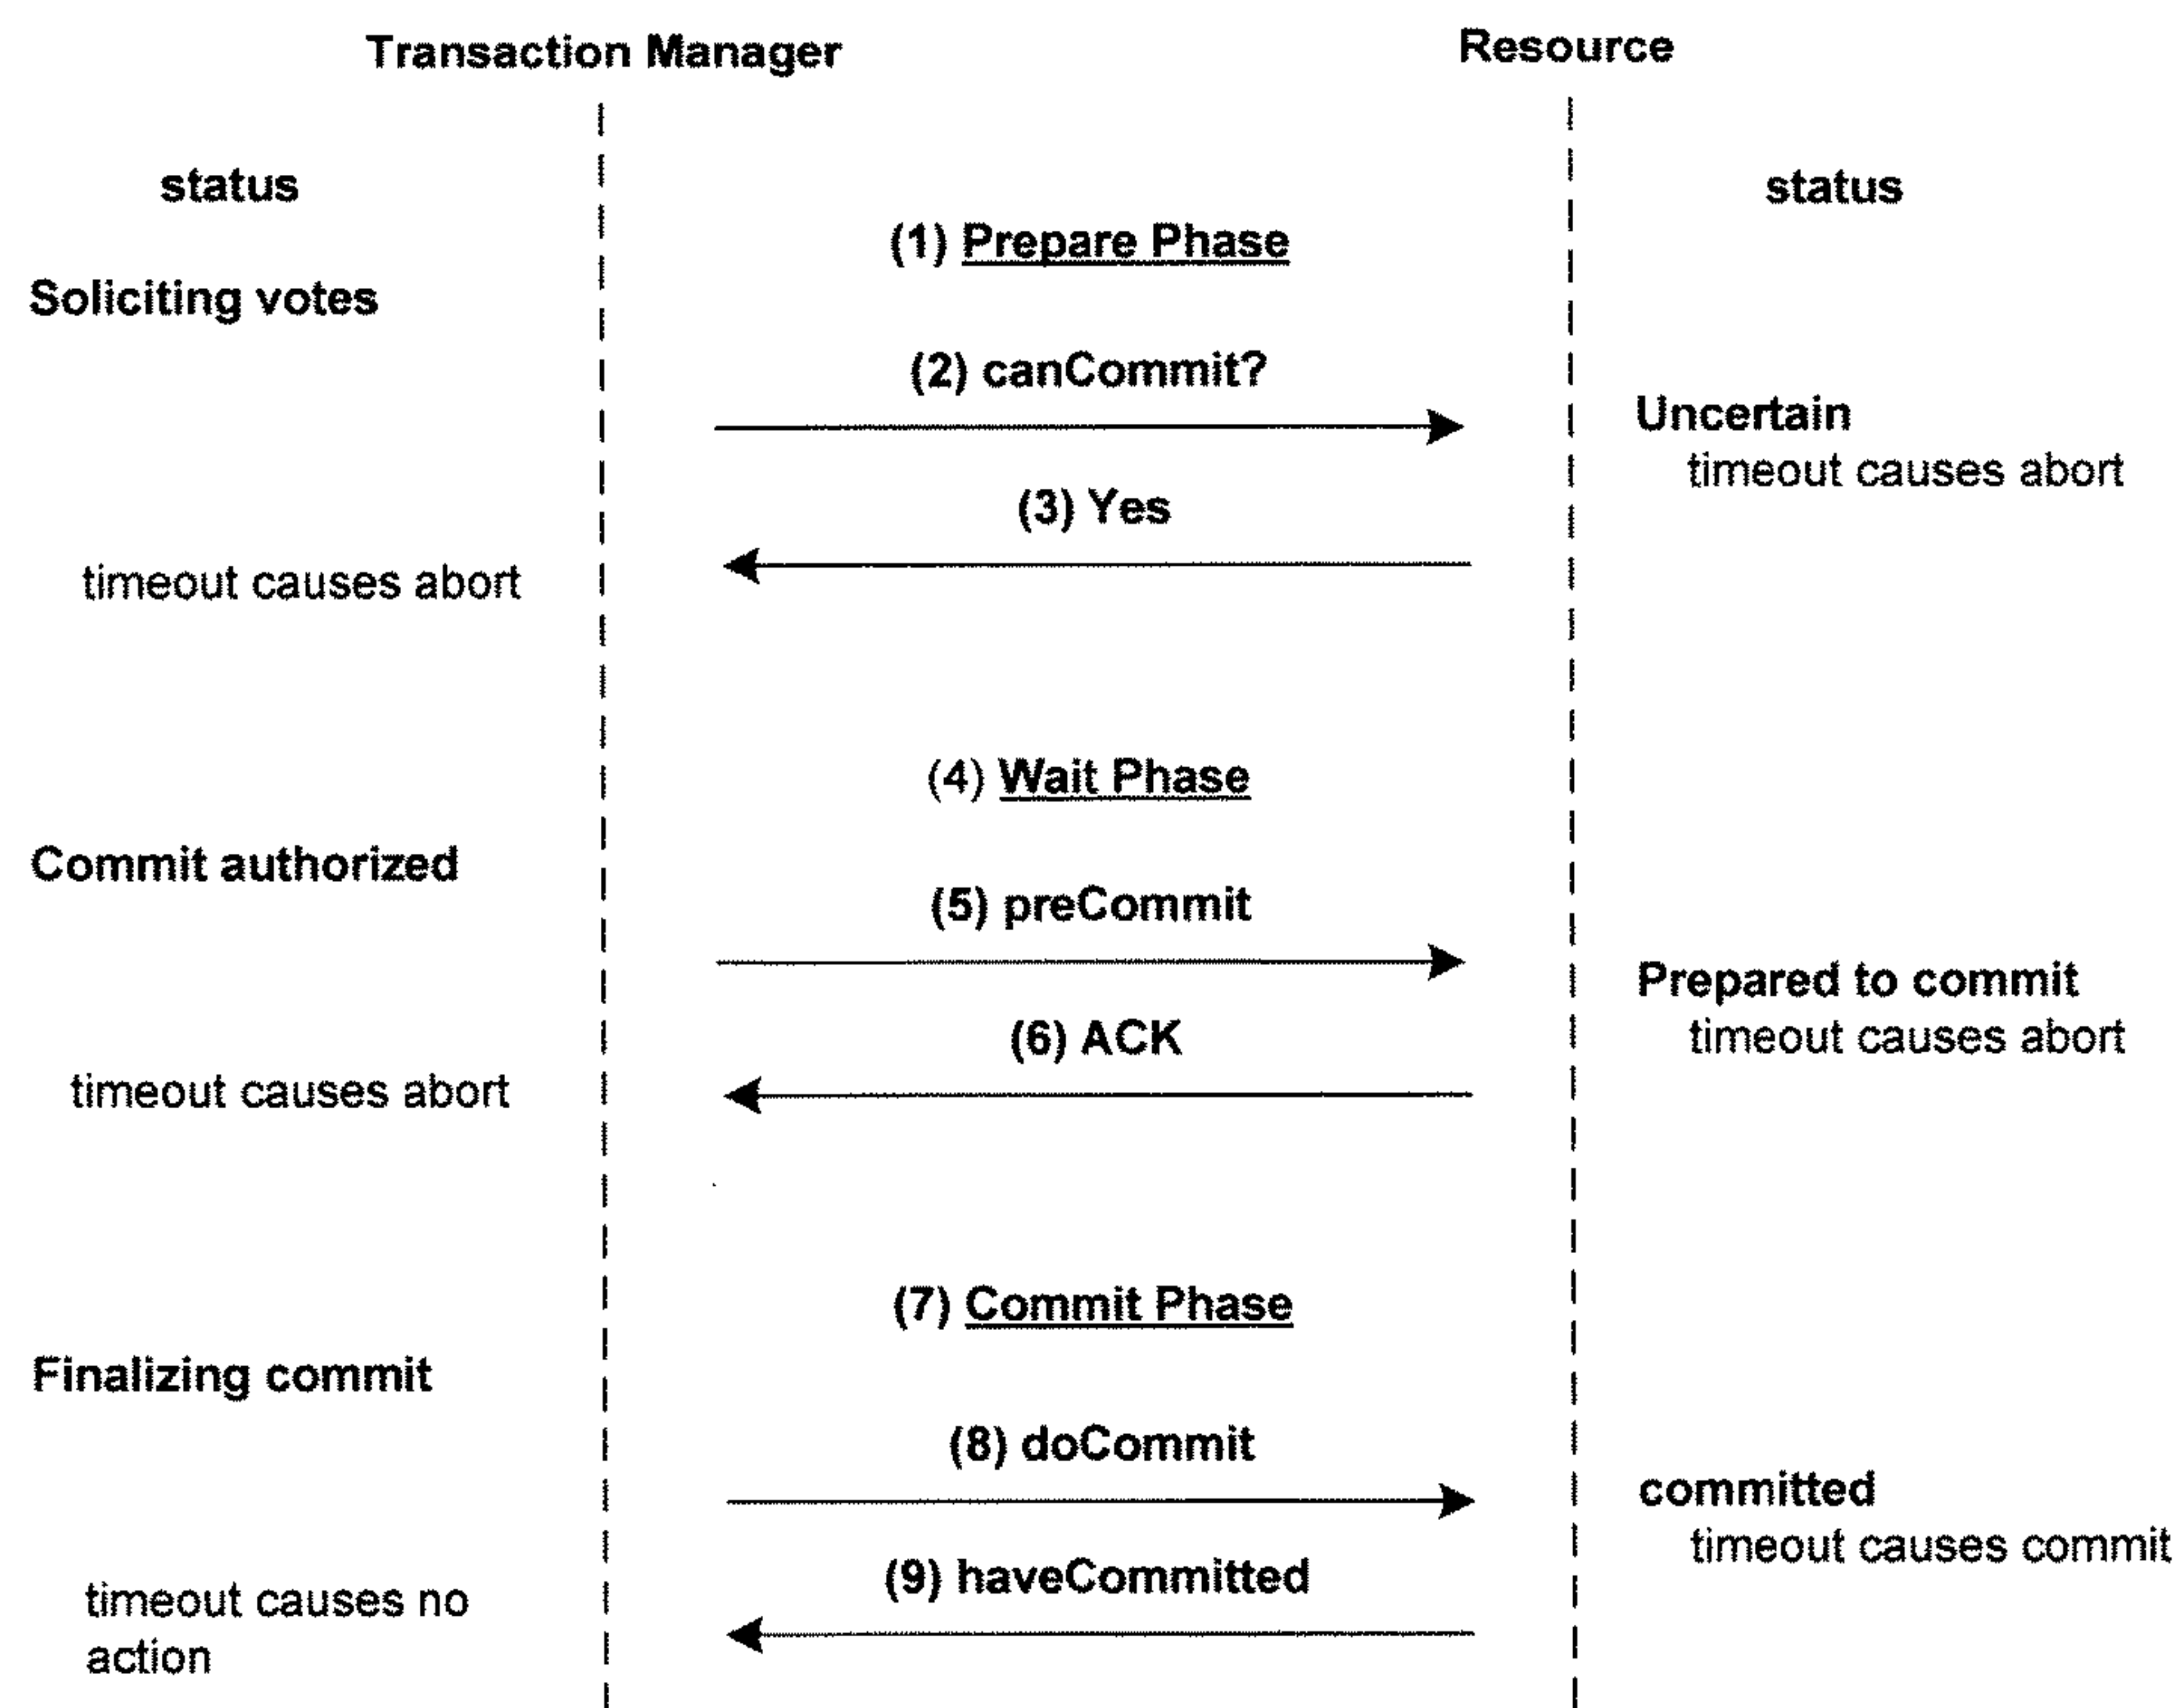 Transaction Manager
Resource
status
status
(1) Prepare Phase
Soliciting votes
(2) canCommit?
Uncertain
timeout causes abort
(3) Yes
timeout causes abort
(4) Wait Phase
Commit authorized
(5) preCommit
Prepared to commit
timeout causes abort
(6) ACK
timeout causes abort
(7) Commit Phase
Finalizing commit
(8) doCommit
committed
timeout causes commit
(9) haveCommitted
timeout causes no
action